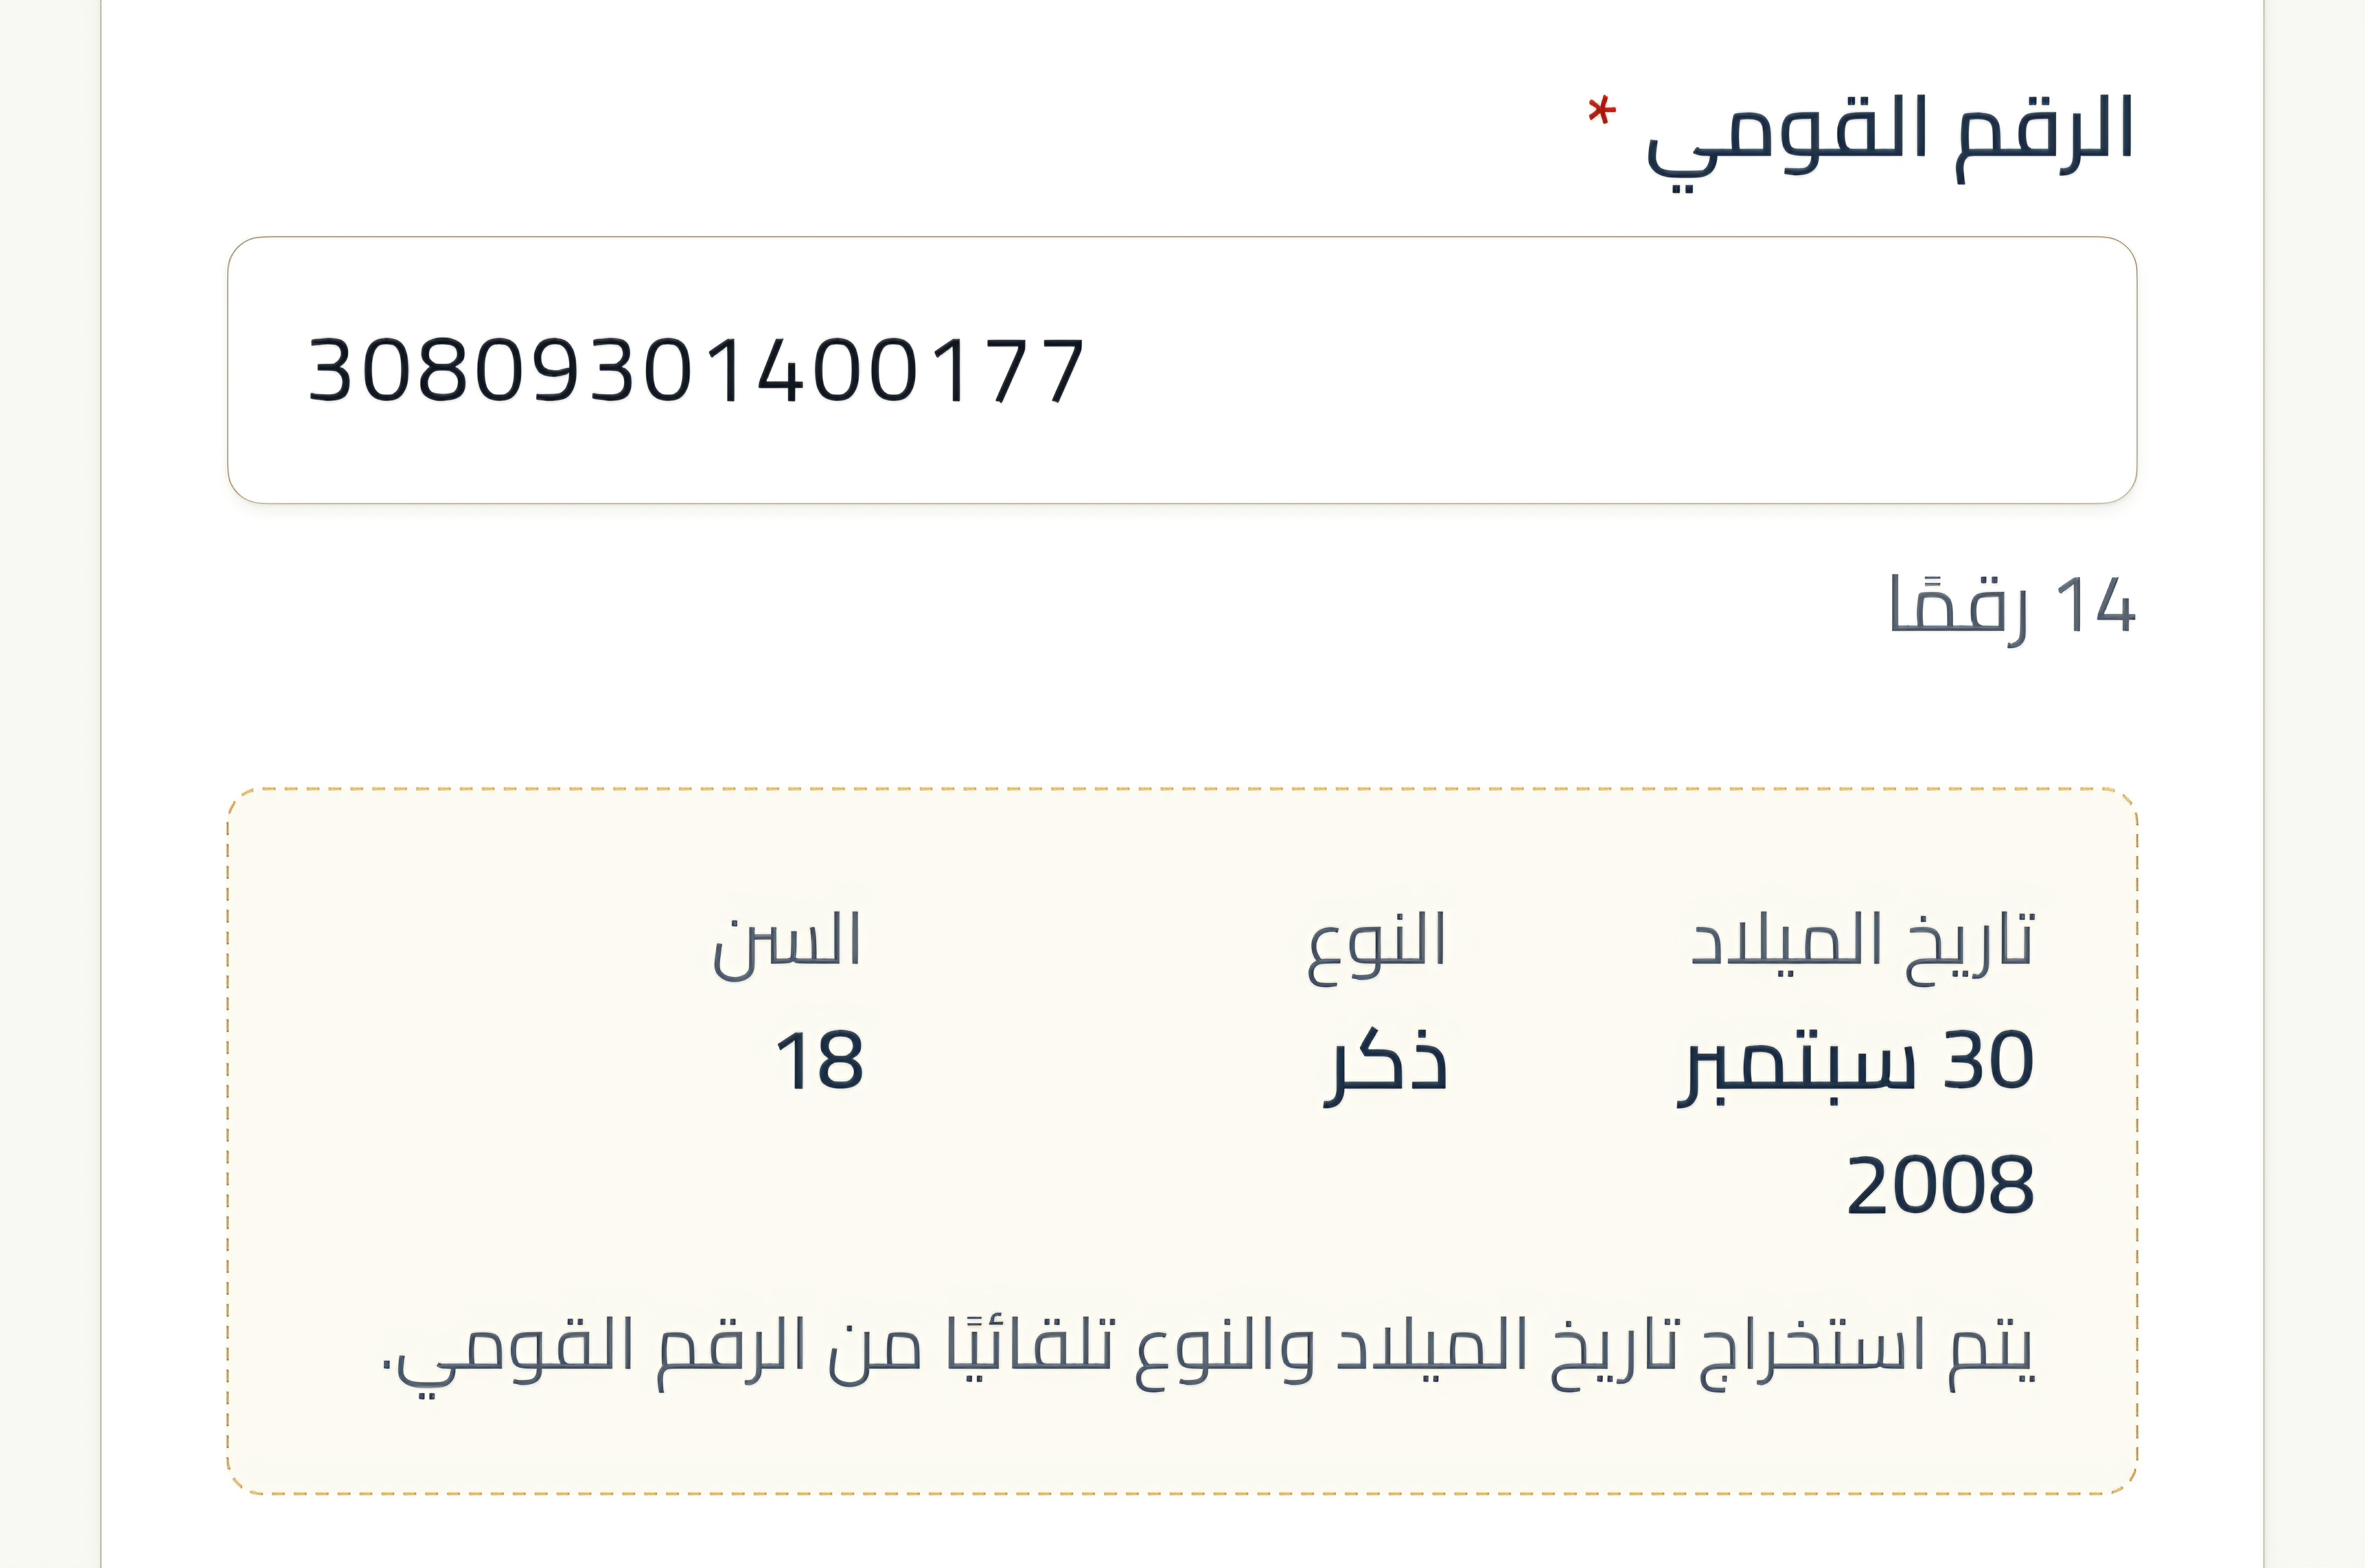 الرقم القومي *
30809301400177
14 رقمًا
تاريخ الميلاد
30 سبتمبر
2008
النوع
ذكر
السن
18
يتم استخراج تاريخ الميلاد والنوع تلقائيًا من الرقم القومي.